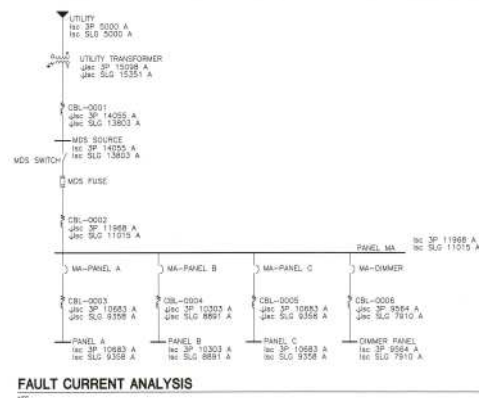 UTILITY
Isc 3P 5000 A
Isc SLG 5000 A
UTILITY TRANSFORMER
Isc 3P 15098 A
Isc SLG 15351 A
CBL-0001
Isc 3P 14055 A
Isc SLG 13803 A
MDS SOURCE
Isc 3P 14055 A
Isc SLG 13803 A
MDS SWITCH
MDS FUSE
CBL-0002
Isc 3P 11968 A
Isc SLG 11015 A
PANEL MA
Isc 3P 11968 A
Isc SLG 11015 A
MA-PANEL A MA-PANEL B MA-PANEL C MA-DIMMER
CBL-0003 CBL-0004 CBL-0005 CBL-0006
Isc 3P 10683 A Isc 3P 10303 A Isc 3P 10683 A Isc 3P 9564 A
Isc SLG 9358 A Isc SLG 8891 A Isc SLG 9358 A Isc SLG 7910 A
PANEL A PANEL B PANEL C DIMMER PANEL
Isc 3P 10683 A Isc 3P 10303 A Isc 3P 10683 A Isc 3P 9564 A
Isc SLG 9358 A Isc SLG 8891 A Isc SLG 9358 A Isc SLG 7910 A
FAULT CURRENT ANALYSIS